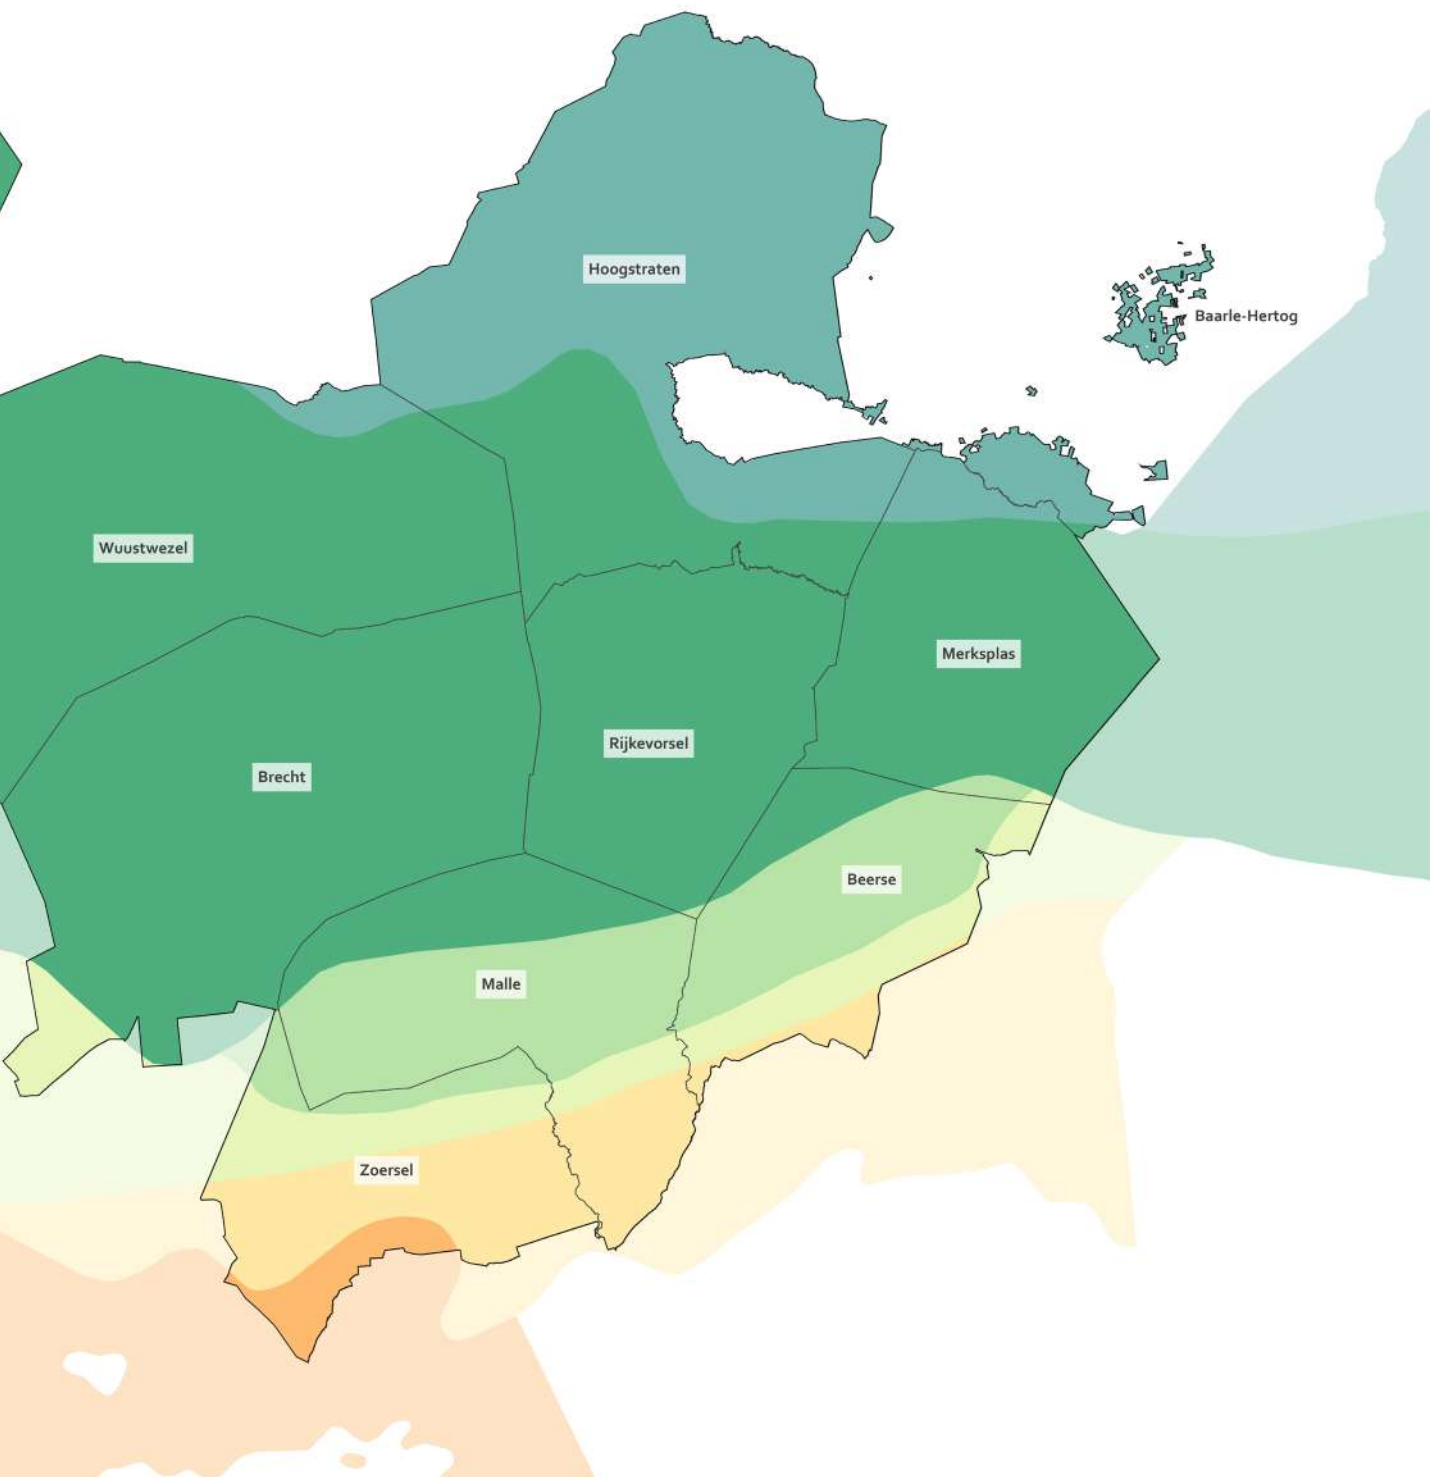 Hoogstraten
Baarle-Hertog
Wuustwezel
Merksplas
Rijkevorsel
Brecht
Beerse
Malle
Zoersel